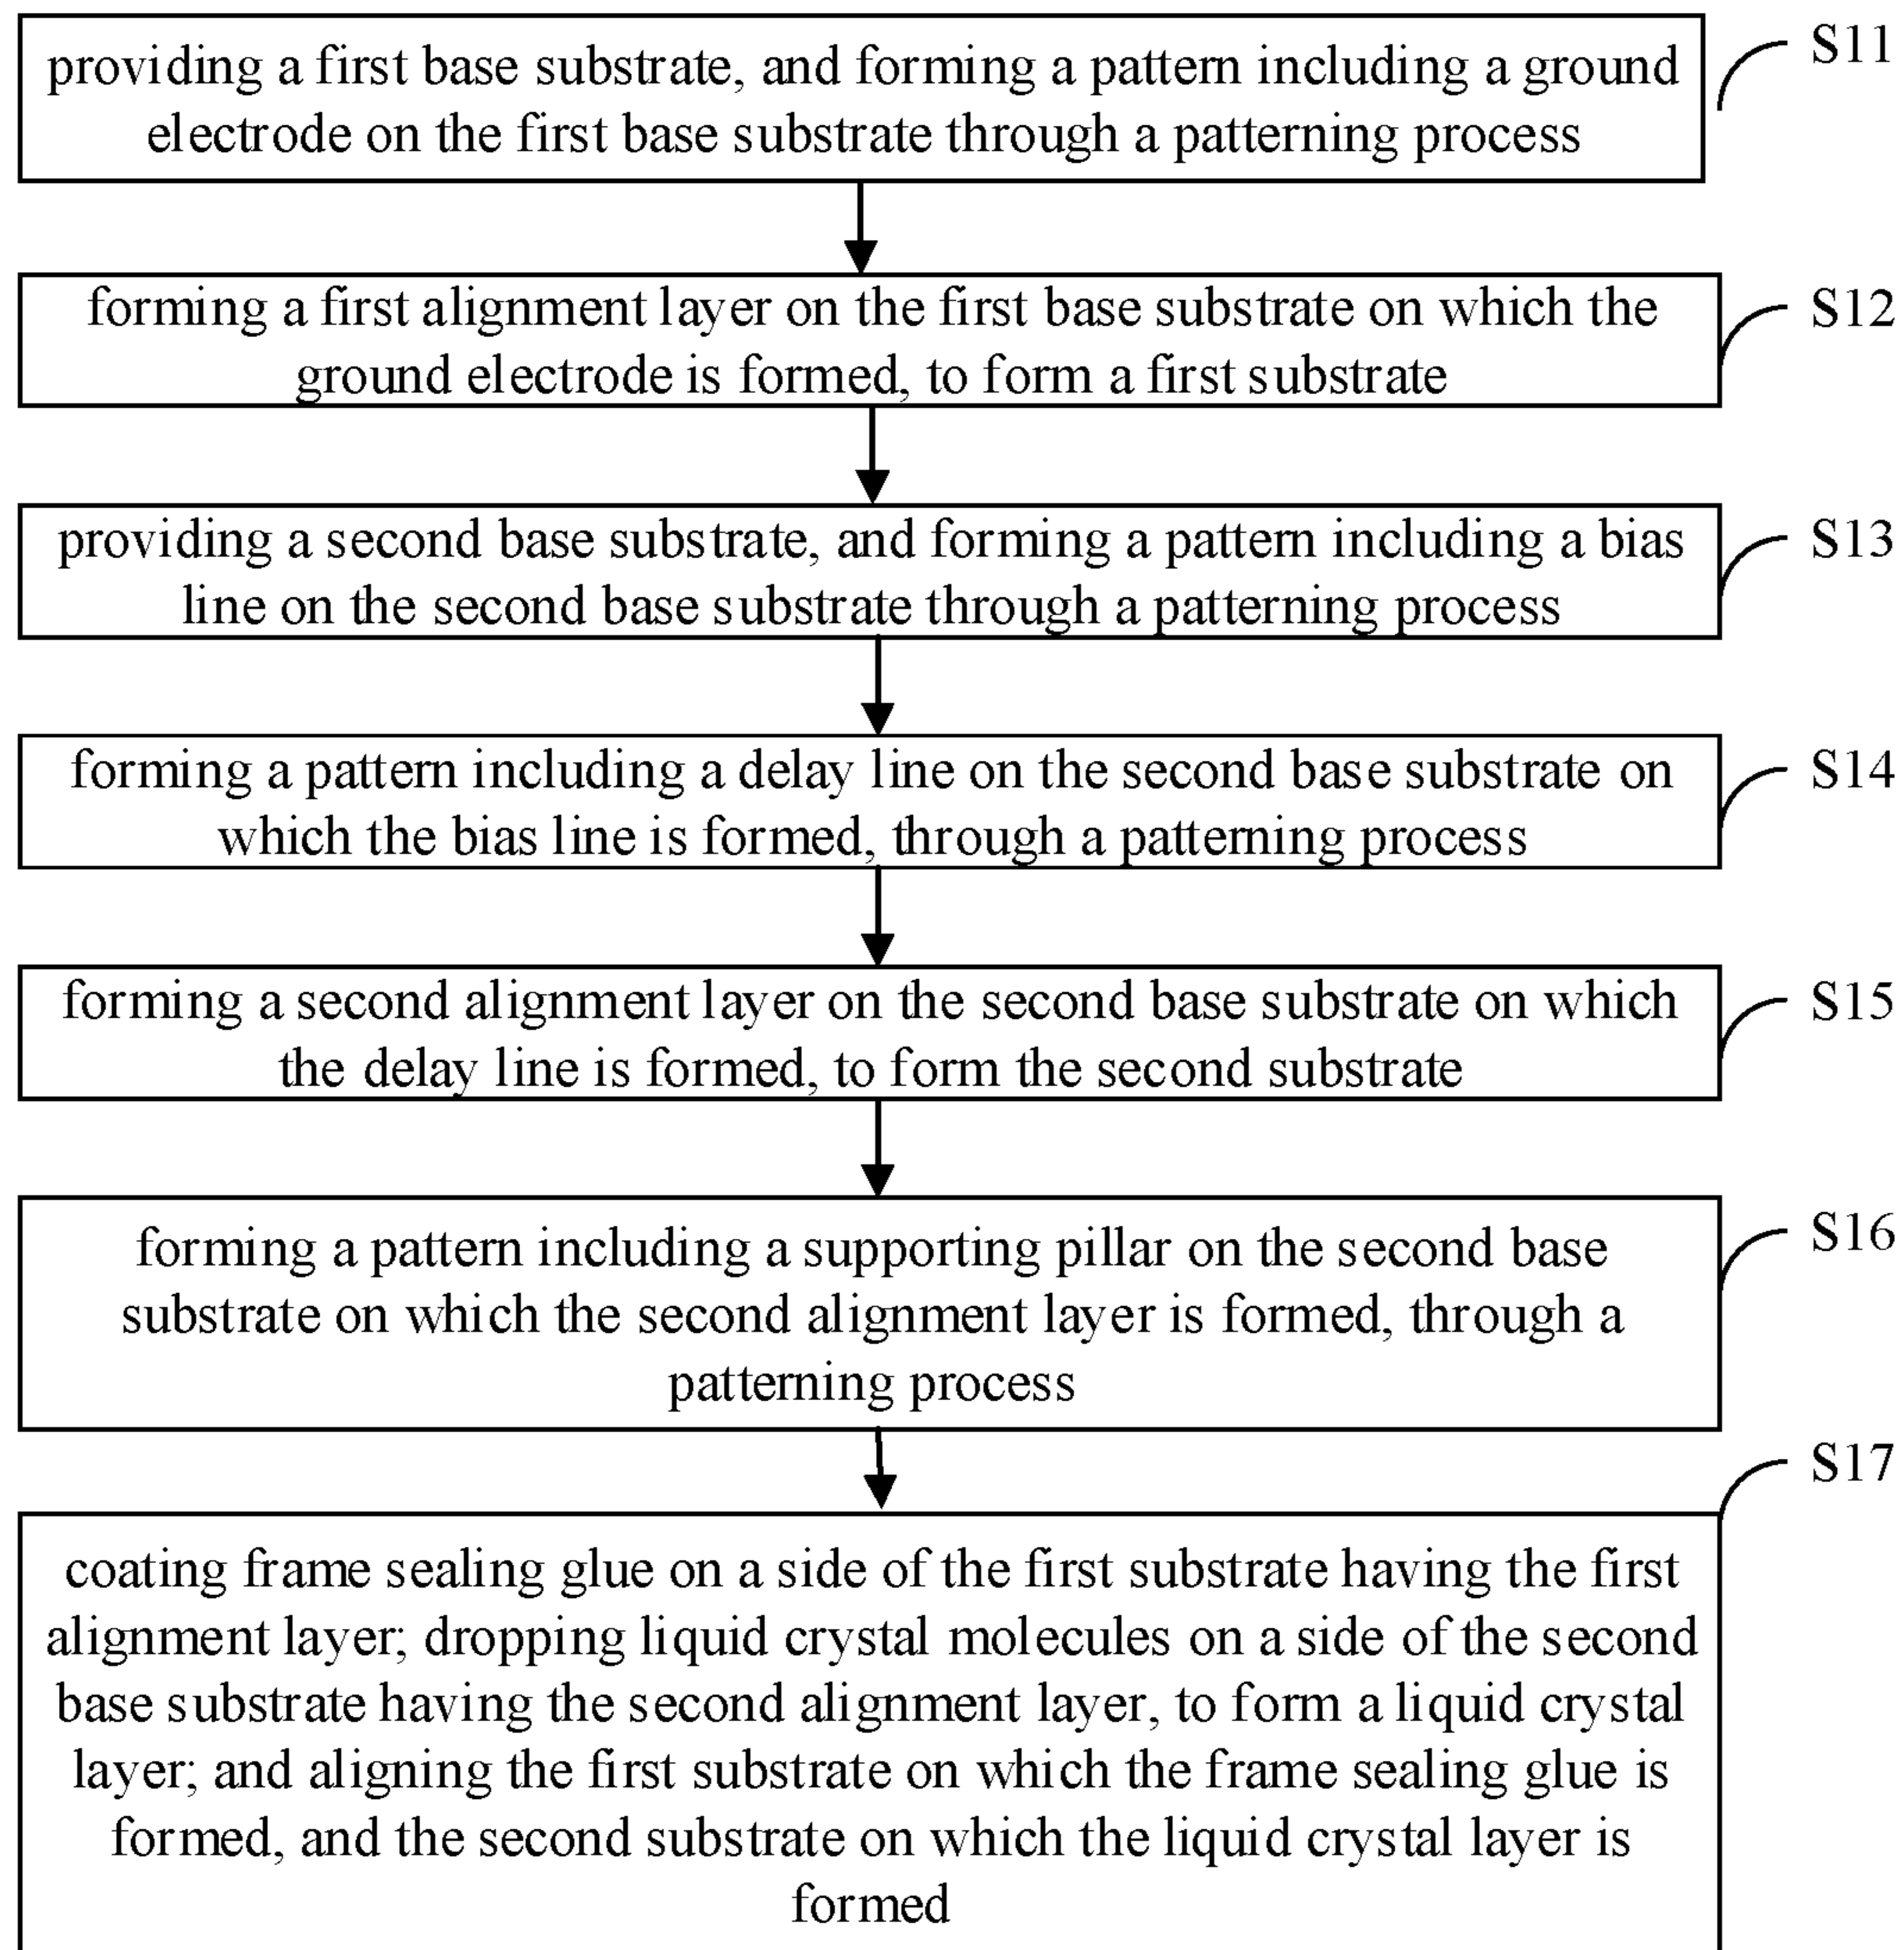 providing a first base substrate, and forming a pattern including a ground
electrode on the first base substrate through a patterning process
S11
forming a first alignment layer on the first base substrate on which the
ground electrode is formed, to form a first substrate
S12
providing a second base substrate, and forming a pattern including a bias
line on the second base substrate through a patterning process
S13
forming a pattern including a delay line on the second base substrate on
which the bias line is formed, through a patterning process
S14
forming a second alignment layer on the second base substrate on which
the delay line is formed, to form the second substrate
S15
forming a pattern including a supporting pillar on the second base
substrate on which the second alignment layer is formed, through a
patterning process
S16
coating frame sealing glue on a side of the first substrate having the first
alignment layer; dropping liquid crystal molecules on a side of the second
base substrate having the second alignment layer, to form a liquid crystal
layer; and aligning the first substrate on which the frame sealing glue is
formed, and the second substrate on which the liquid crystal layer is
formed
S17